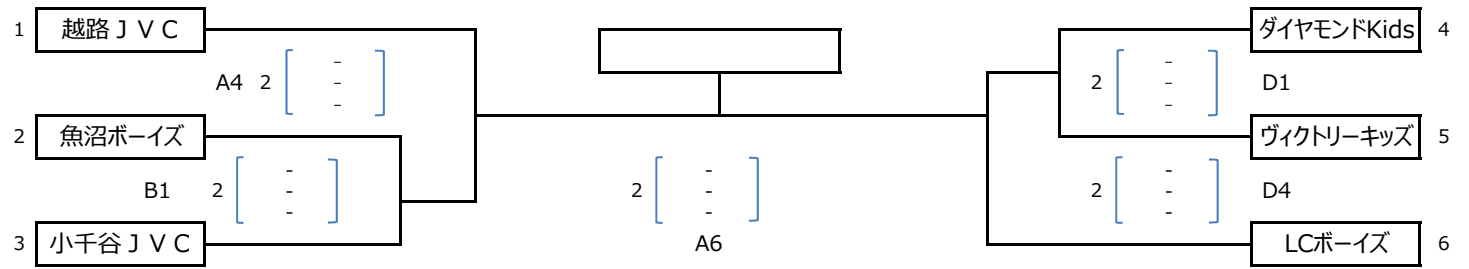 1 越路ＪＶＣ
ダイヤモンドKids 4
A4 2 - - -
2 - - - D1
2 魚沼ボーイズ
ヴィクトリーキッズ 5
B1 2 - - -
2 - - -
A6
2 - - - D4
3 小千谷ＪＶＣ
LCボーイズ 6